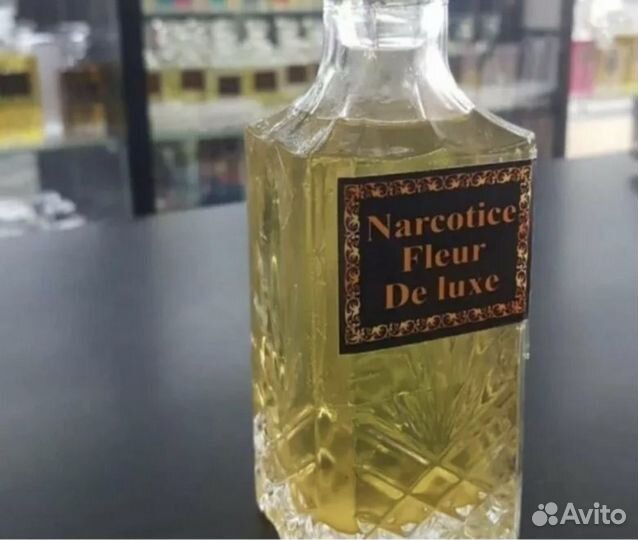 Narcotice
Fleur
De luxe
Avito